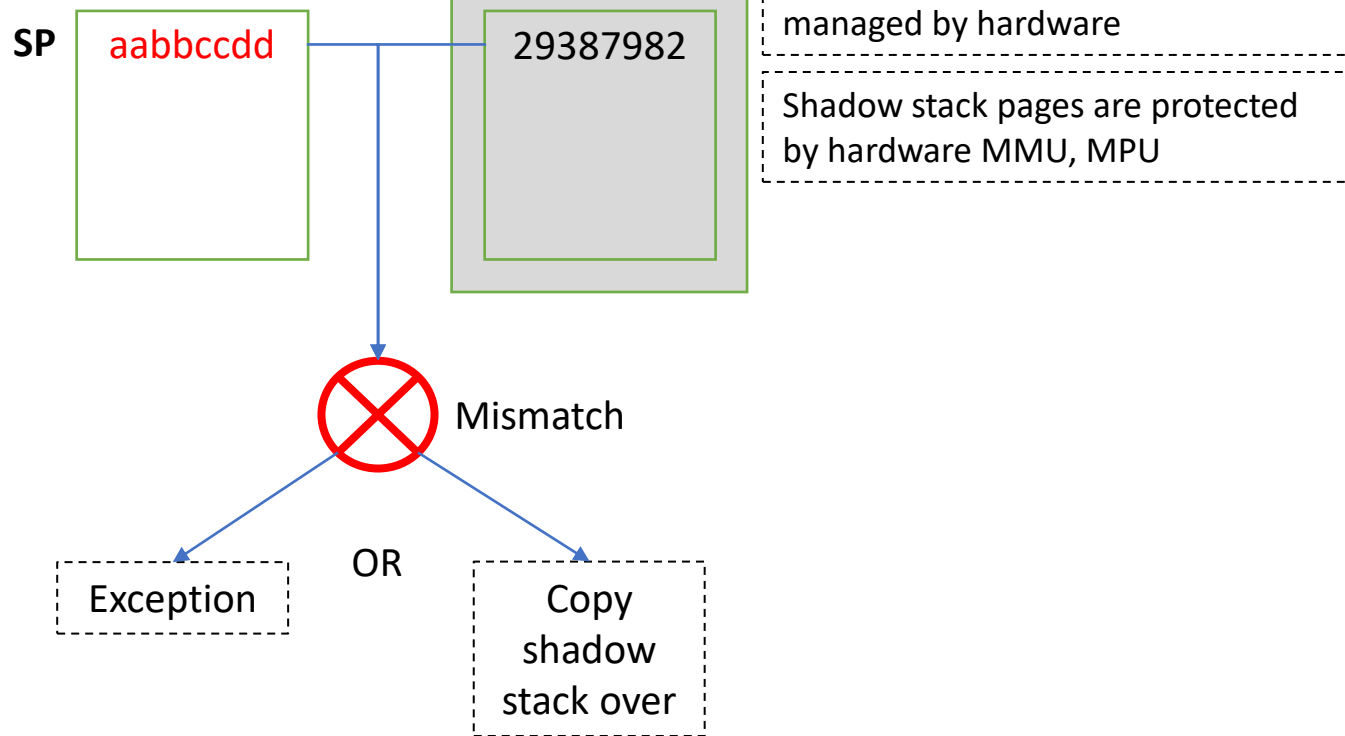 SP
aabbccdd
29387982
managed by hardware
Shadow stack pages are protected
by hardware MMU, MPU
Mismatch
OR
Exception
Copy
shadow
stack over